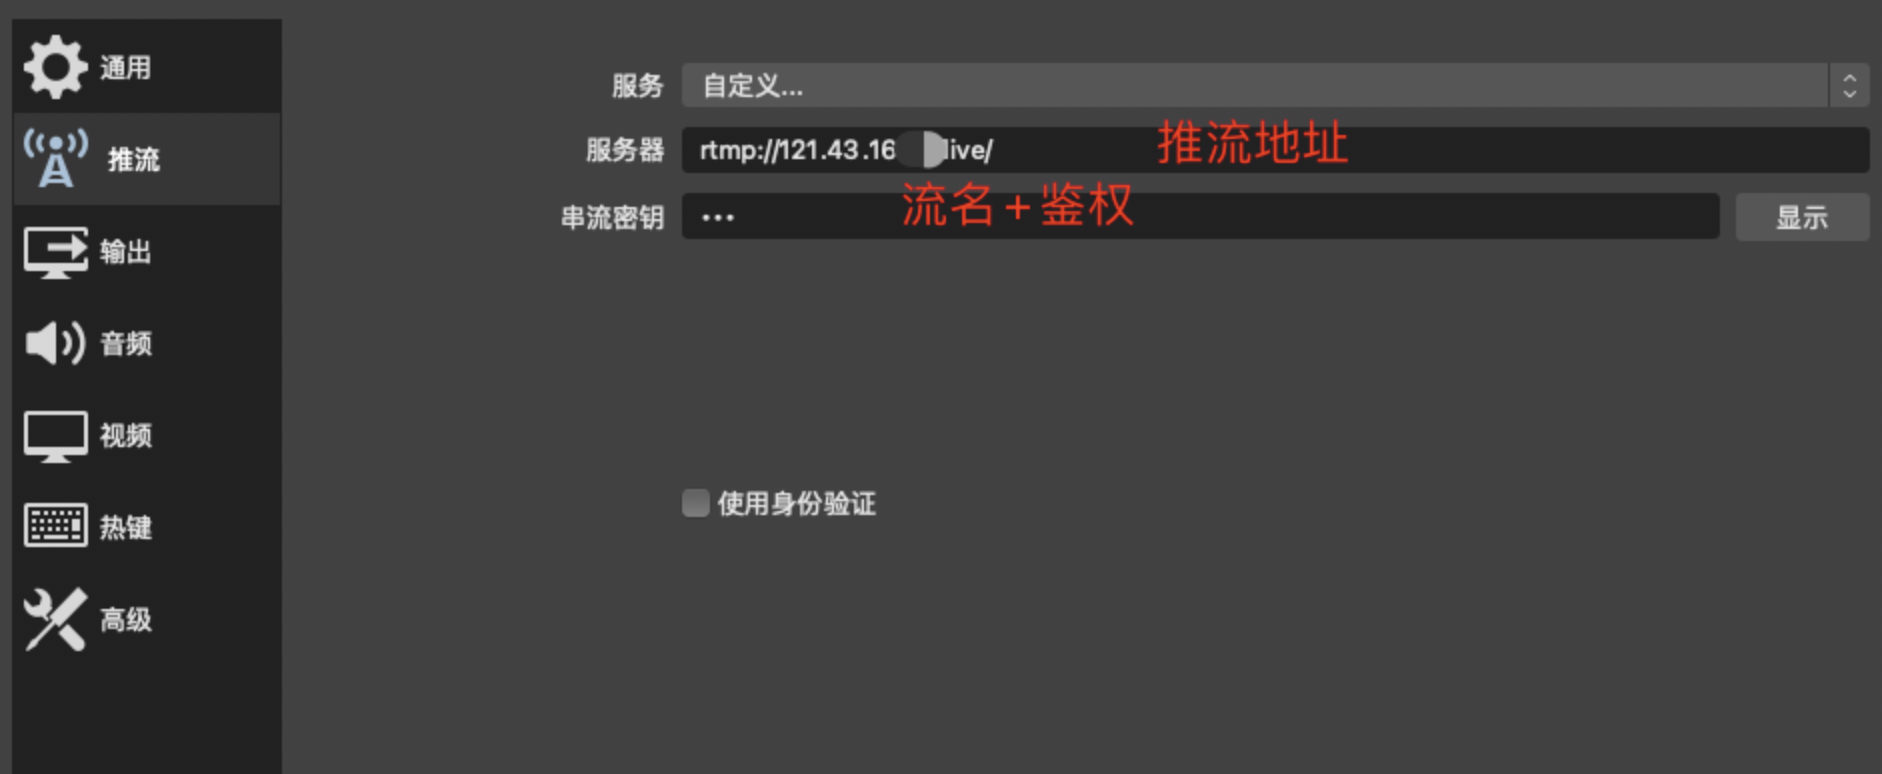 通用
推流
输出
音频
视频
热键
高级
服务 自定义...
服务器 rtmp://121.43.16 live/ 推流地址
串流密钥 ••• 流名+鉴权 显示
使用身份验证